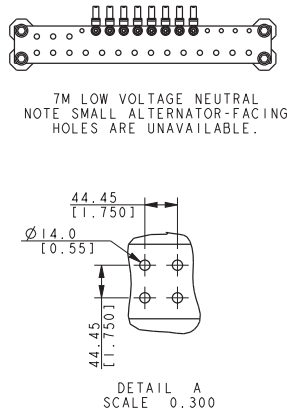 7M LOW VOLTAGE NEUTRAL
NOTE SMALL ALTERNATOR-FACING
HOLES ARE UNAVAILABLE.
44.45
[1.750]
Ø14.0
[0.55]
44.45
[1.750]
DETAIL A
SCALE 0.300